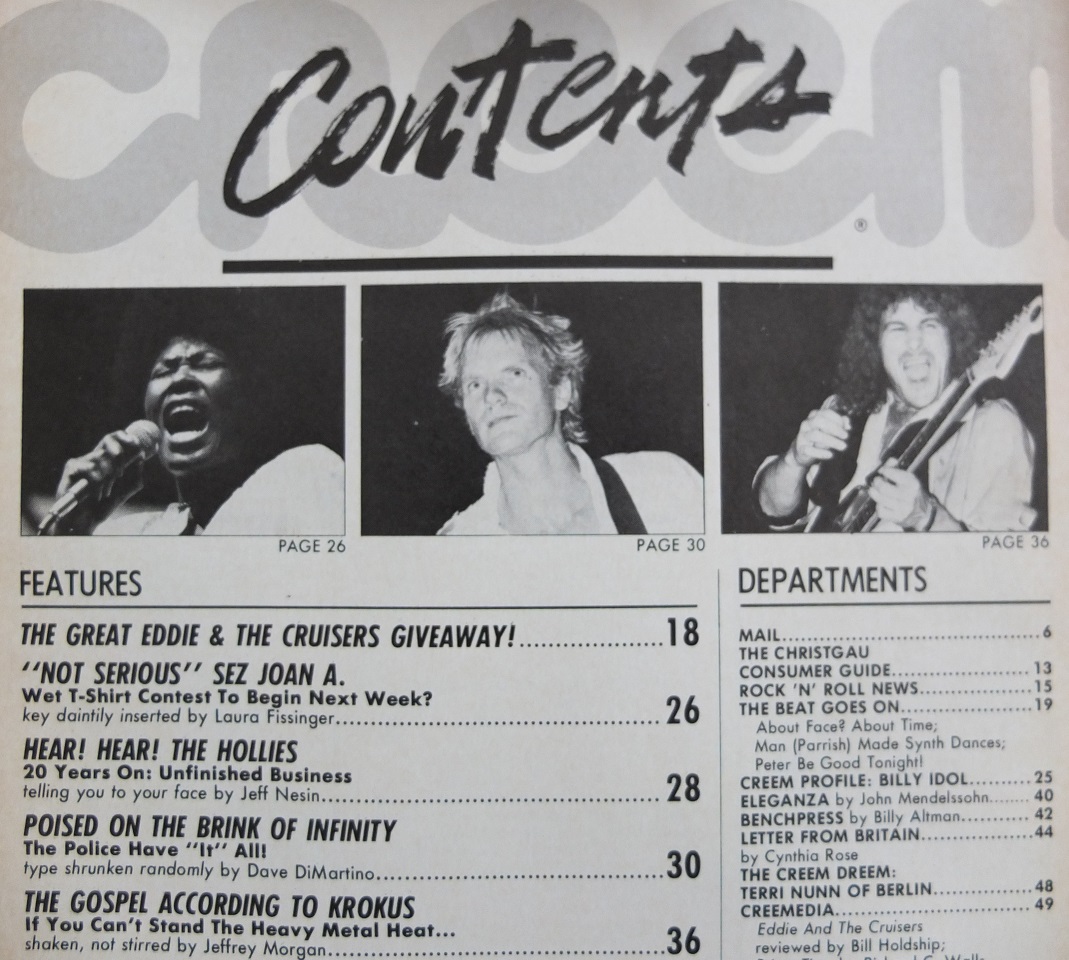 creem
Contents
®
PAGE 26
PAGE 30
PAGE 36
FEATURES
THE GREAT EDDIE & THE CRUISERS GIVEAWAY!....................18
"NOT SERIOUS" SEZ JOAN A.
Wet T-Shirt Contest To Begin Next Week?
key daintily inserted by Laura Fissinger....................26
HEAR! HEAR! THE HOLLIES
20 Years On: Unfinished Business
telling you to your face by Jeff Nesin....................28
POISED ON THE BRINK OF INFINITY
The Police Have "It" All!
type shrunken randomly by Dave DiMartino....................30
THE GOSPEL ACCORDING TO KROKUS
If You Can't Stand The Heavy Metal Heat...
shaken, not stirred by Jeffrey Morgan....................36
DEPARTMENTS
MAIL....................6
THE CHRISTGAU
CONSUMER GUIDE....................13
ROCK 'N' ROLL NEWS....................15
THE BEAT GOES ON....................19
About Face? About Time;
Man (Parrish) Made Synth Dances;
Peter Be Good Tonight!
CREEM PROFILE: BILLY IDOL..........25
ELEGANZA by John Mendelssohn........40
BENCHPRESS by Billy Altman............42
LETTER FROM BRITAIN....................44
by Cynthia Rose
THE CREEM DREEM:
TERRI NUNN OF BERLIN...............48
CREEMEDIA....................49
Eddie And The Cruisers
reviewed by Bill Holdship;